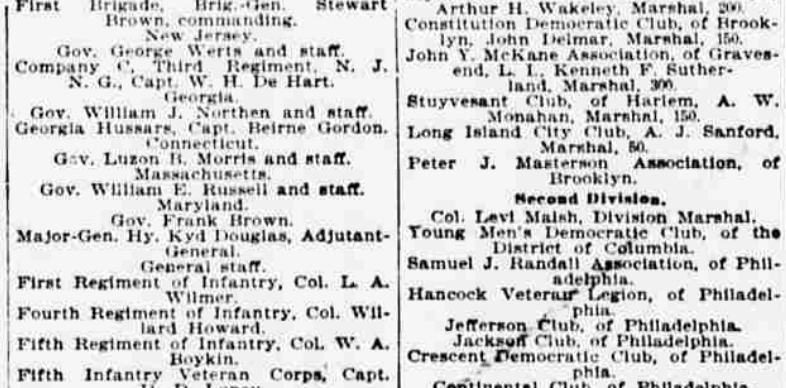 First Brigade, Brig.-Gen. Stewart
Brown, commanding.
New Jersey.
Gov. George Werts and staff.
Company C, Third Regiment, N. J.
N. G., Capt. W. H. De Hart.
Georgia.
Gov. William J. Northen and staff.
Georgia Hussars, Capt. Beirne Gordon.
Connecticut.
Gov. Luzon B. Morris and staff.
Massachusetts.
Gov. William E. Russell and staff.
Maryland.
Gov. Frank Brown.
Major-Gen. Hy. Kyd Douglas, Adjutant-
General.
General staff.
First Regiment of Infantry, Col. L. A.
Wilmer.
Fourth Regiment of Infantry, Col. Wil-
lard Howard.
Fifth Regiment of Infantry, Col. W. A.
Boykin.
Fifth Infantry Veteran Corps, Capt.
Arthur H. Wakeley, Marshal, 200.
Constitution Democratic Club, of Brook-
lyn, John Delmar, Marshal, 150.
John Y. McKane Association, of Graves-
end, L. I., Kenneth F. Suther-
land, Marshal, 300.
Stuyvesant Club, of Harlem, A. W.
Monahan, Marshal, 150.
Long Island City Club, A. J. Sanford,
Marshal, 50.
Peter J. Masterson Association, of
Brooklyn.
Second Division.
Col. Levi Maish, Division Marshal.
Young Men's Democratic Club, of the
District of Columbia.
Samuel J. Randall Association, of Phil-
adelphia.
Hancock Veteran Legion, of Philadel-
phia.
Jefferson Club, of Philadelphia.
Jackson Club, of Philadelphia.
Crescent Democratic Club, of Philadel-
phia.
Continental Club, of Philadelphia.